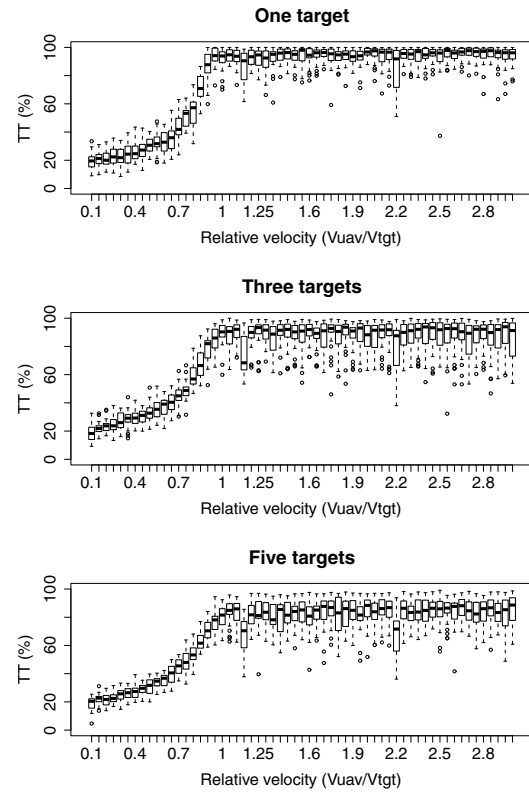 One target
100
60
20
0
TT (%)
0.1 0.4 0.7 1 1.25 1.6 1.9 2.2 2.5 2.8
Relative velocity (Vuav/Vtgt)
Three targets
100
60
20
0
TT (%)
0.1 0.4 0.7 1 1.25 1.6 1.9 2.2 2.5 2.8
Relative velocity (Vuav/Vtgt)
Five targets
100
60
20
0
TT (%)
0.1 0.4 0.7 1 1.25 1.6 1.9 2.2 2.5 2.8
Relative velocity (Vuav/Vtgt)